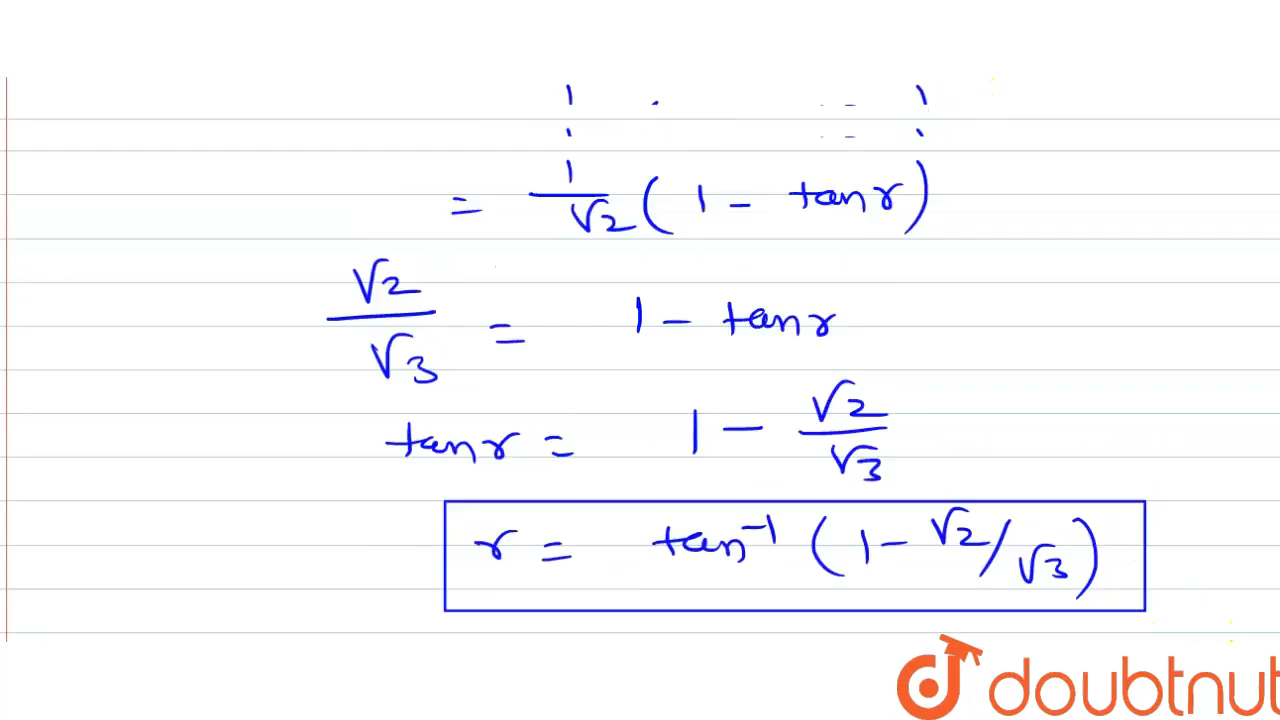 = 1/√2 (1 - tan r)
√2/√3 = 1 - tan r
tan r = 1 - √2/√3
r = tan⁻¹ (1 - √2/√3)
doubtnut